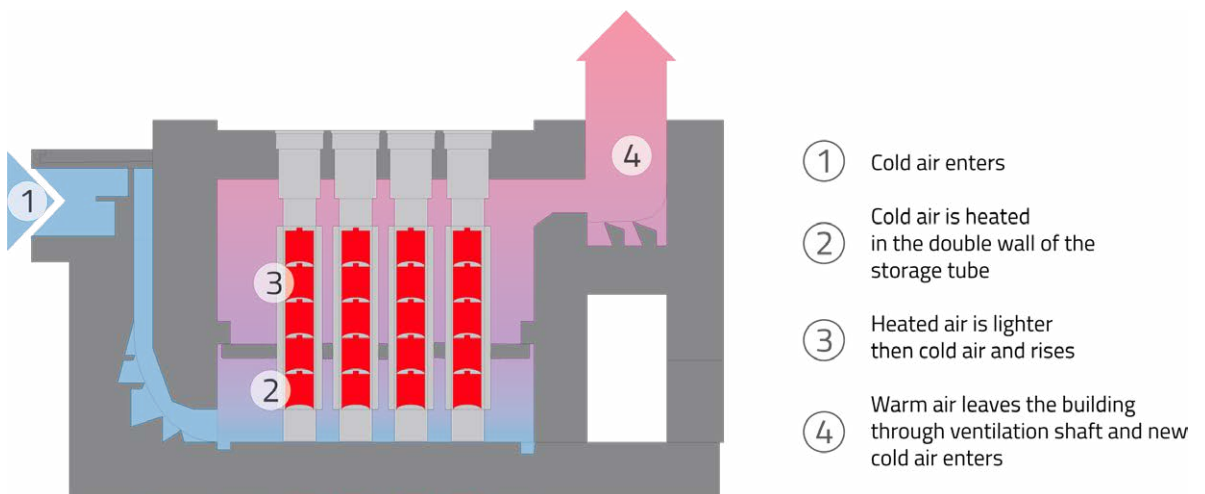 1
4
3
2
1 Cold air enters
Cold air is heated
2 in the double wall of the
storage tube
3 Heated air is lighter
then cold air and rises
Warm air leaves the building
4 through ventilation shaft and new
cold air enters